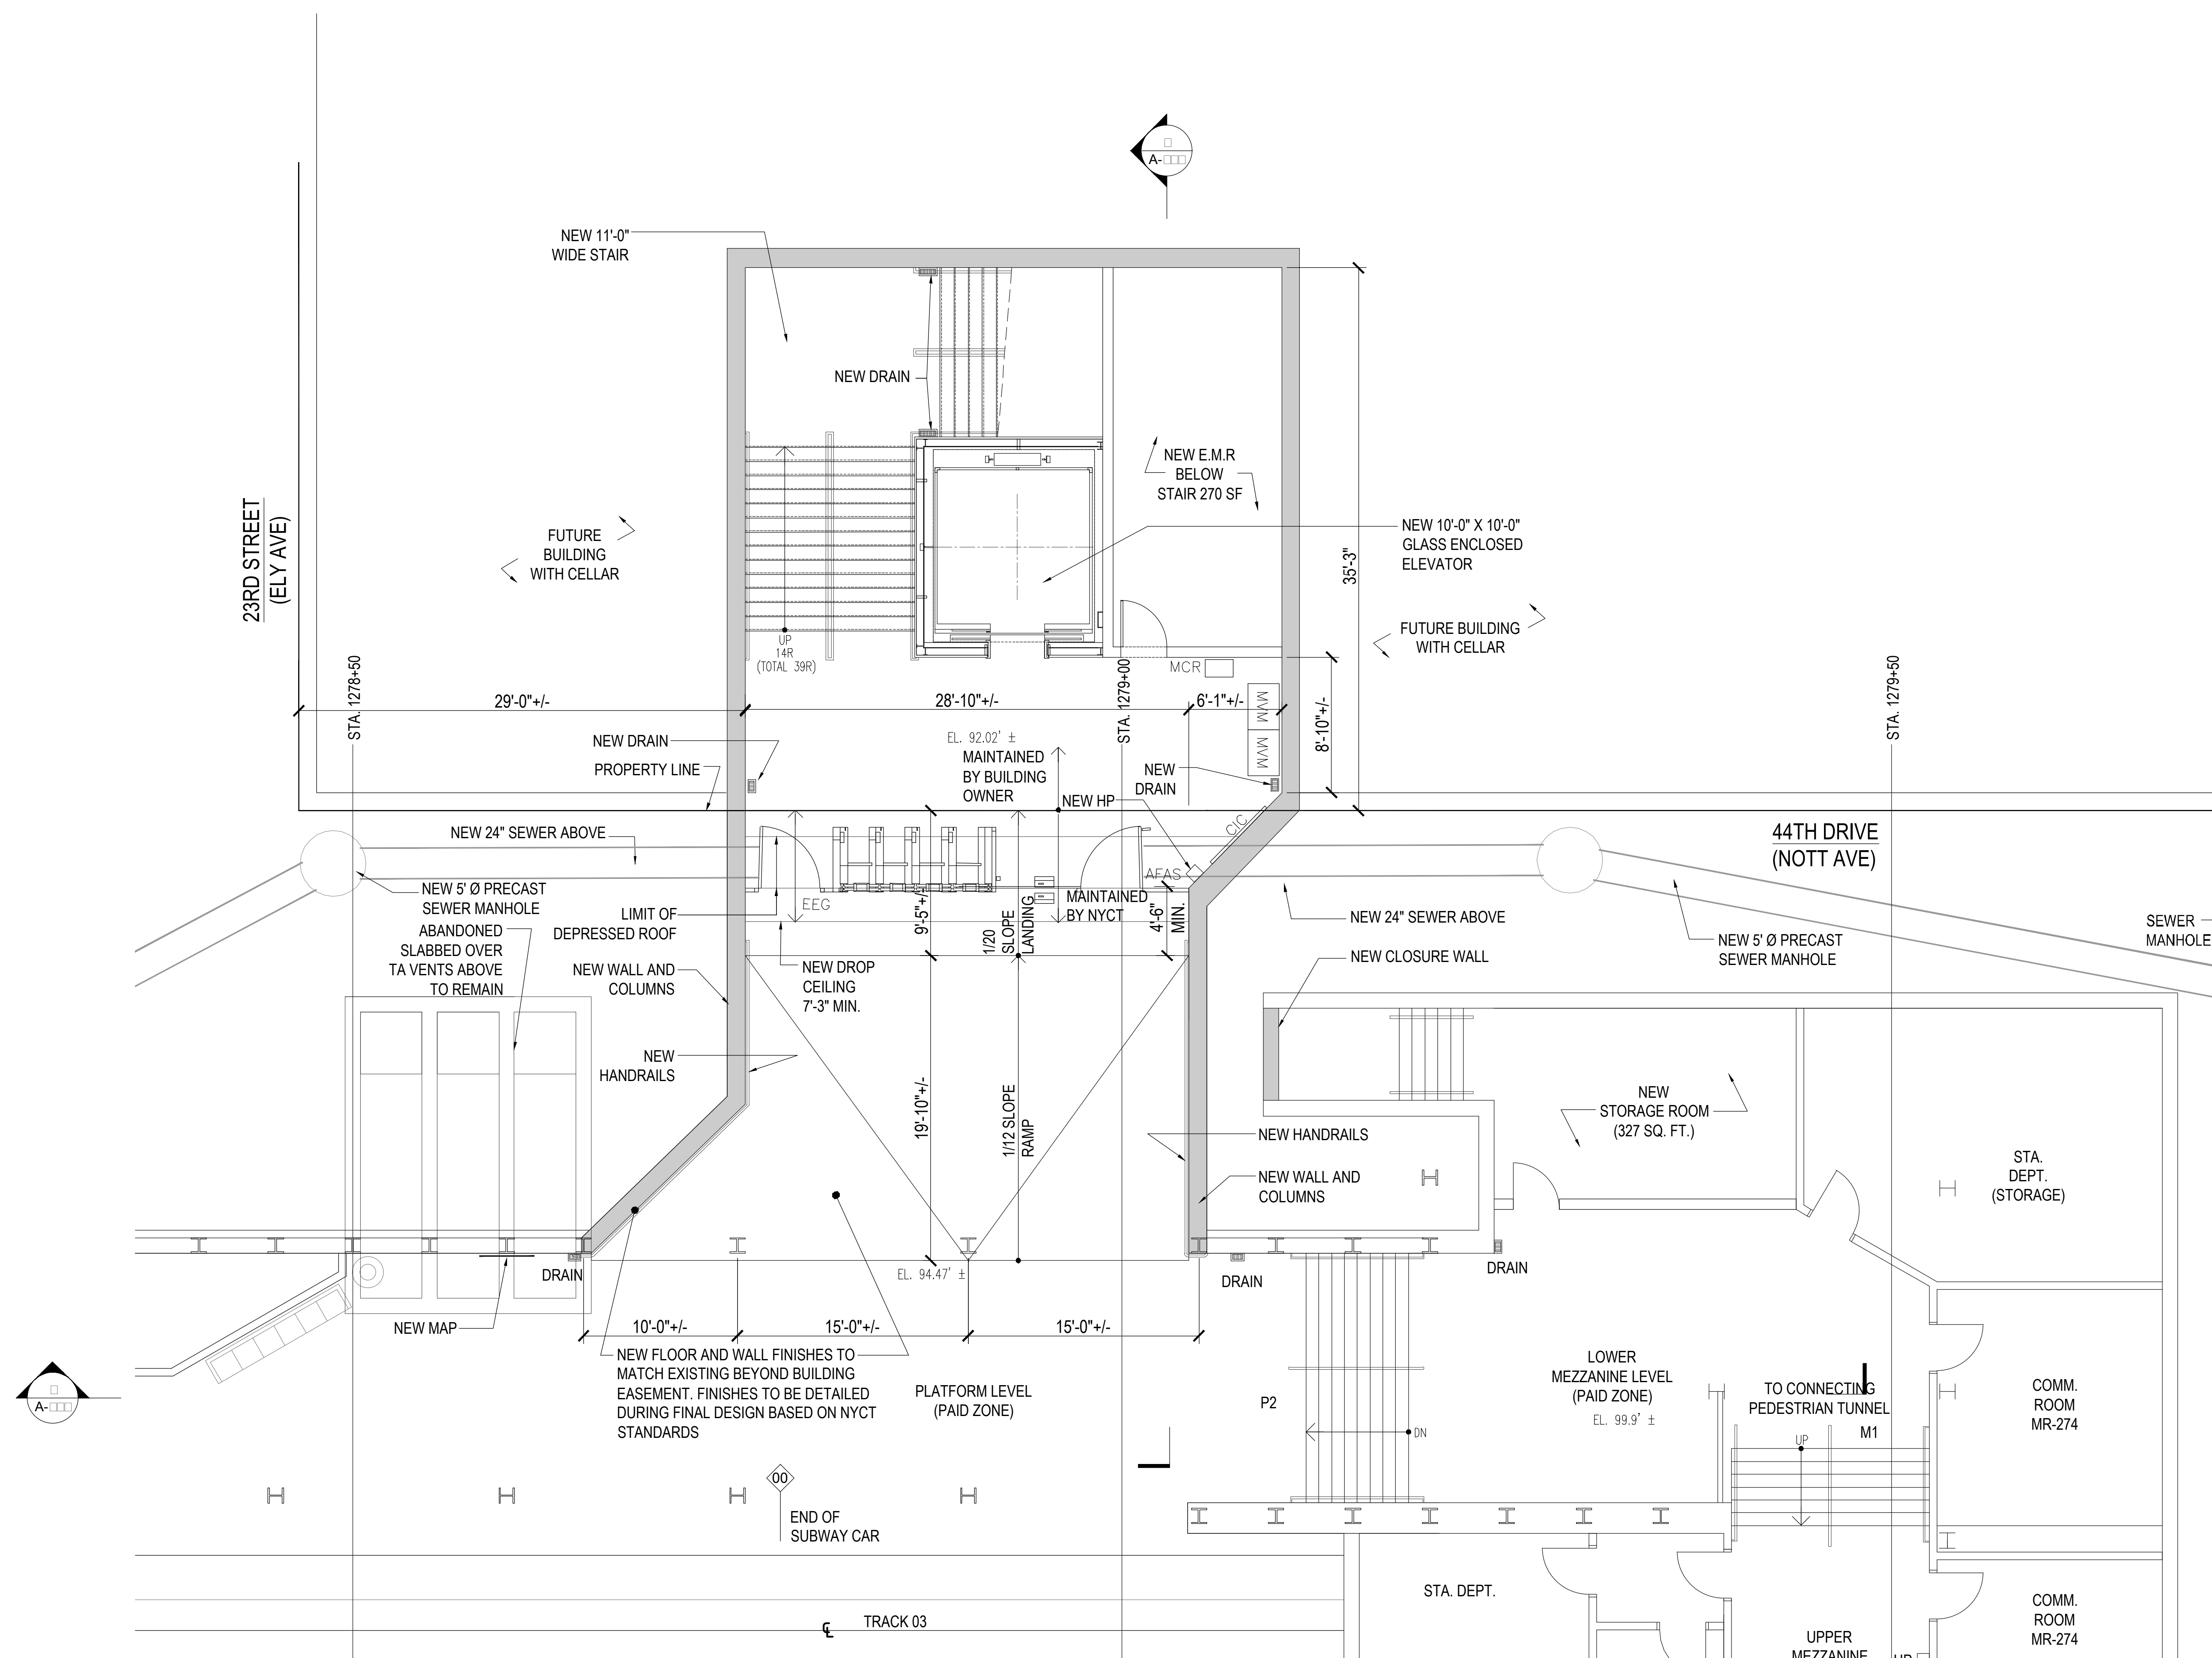 A-□□□
NEW 11'-0"
WIDE STAIR
NEW DRAIN
NEW E.M.R
BELOW
STAIR 270 SF
NEW 10'-0" X 10'-0"
GLASS ENCLOSED
ELEVATOR
23RD STREET
(ELY AVE)
FUTURE
BUILDING
WITH CELLAR
35'-3"
FUTURE BUILDING
WITH CELLAR
UP
14R
(TOTAL 39R)
MCR
STA. 1278+50
STA. 1279+00
STA. 1279+50
29'-0"+/-
28'-10"+/-
6'-1"+/-
8'-10"+/-
MVM
MVM
NEW DRAIN
PROPERTY LINE
EL. 92.02' ±
MAINTAINED
BY BUILDING
OWNER
NEW
DRAIN
NEW HP
CIC
NEW 24" SEWER ABOVE
44TH DRIVE
(NOTT AVE)
AFAS
NEW 5' Ø PRECAST
SEWER MANHOLE
EEG
MAINTAINED
BY NYCT
LIMIT OF
DEPRESSED ROOF
9'-5"+/-
1/20
SLOPE
LANDING
4'-6"
MIN.
NEW 24" SEWER ABOVE
SEWER
MANHOLE
NEW 5' Ø PRECAST
SEWER MANHOLE
ABANDONED
SLABBED OVER
TA VENTS ABOVE
TO REMAIN
NEW WALL AND
COLUMNS
NEW DROP
CEILING
7'-3" MIN.
NEW CLOSURE WALL
NEW
HANDRAILS
19'-10"+/-
1/12 SLOPE
RAMP
NEW
STORAGE ROOM
(327 SQ. FT.)
NEW HANDRAILS
NEW WALL AND
COLUMNS
STA.
DEPT.
(STORAGE)
DRAIN
EL. 94.47' ±
DRAIN
DRAIN
NEW MAP
10'-0"+/-
15'-0"+/-
15'-0"+/-
NEW FLOOR AND WALL FINISHES TO
MATCH EXISTING BEYOND BUILDING
EASEMENT. FINISHES TO BE DETAILED
DURING FINAL DESIGN BASED ON NYCT
STANDARDS
PLATFORM LEVEL
(PAID ZONE)
A-□□□
P2
DN
LOWER
MEZZANINE LEVEL
(PAID ZONE)
EL. 99.9' ±
TO CONNECTING
PEDESTRIAN TUNNEL
M1
UP
COMM.
ROOM
MR-274
00
END OF
SUBWAY CAR
STA. DEPT.
COMM.
ROOM
MR-274
TRACK 03
UPPER
MEZZANINE